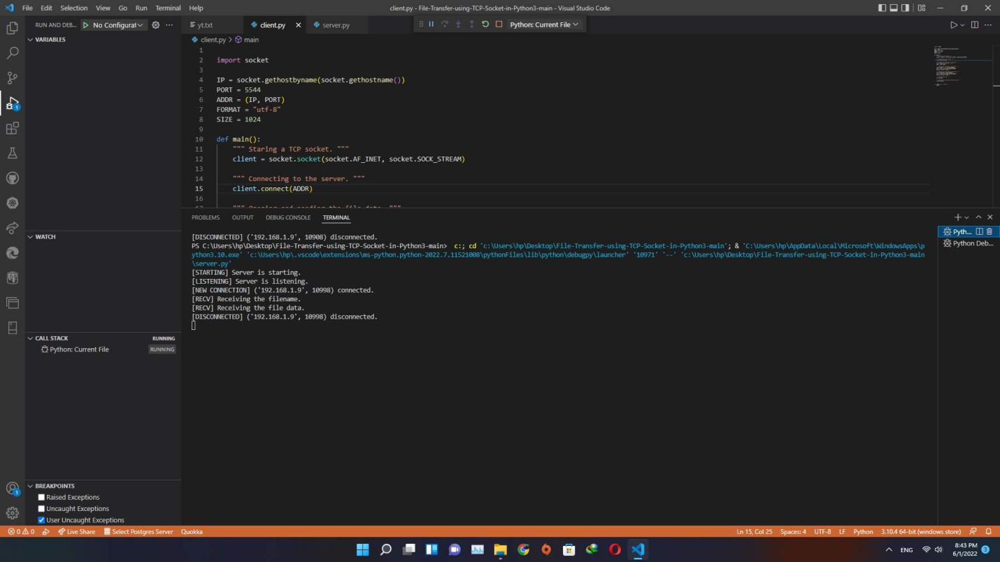 File Edit Selection View Go Run Terminal Help
client.py - File-Transfer-using-TCP-Socket-in-Python3-main - Visual Studio Code
RUN AND DEB... No Configurat
yt.txt client.py server.py
Python: Current File
client.py > main
VARIABLES
1
2 import socket
3
4 IP = socket.gethostbyname(socket.gethostname())
5 PORT = 5544
6 ADDR = (IP, PORT)
7 FORMAT = "utf-8"
8 SIZE = 1024
9
10 def main():
11 """ Staring a TCP socket. """
12 client = socket.socket(socket.AF_INET, socket.SOCK_STREAM)
13
14 """ Connecting to the server. """
15 client.connect(ADDR)
16
PROBLEMS OUTPUT DEBUG CONSOLE TERMINAL
[DISCONNECTED] ('192.168.1.9', 10908) disconnected.
PS C:\Users\hp\Desktop\File-Transfer-using-TCP-Socket-in-Python3-main> c:; cd 'c:\Users\hp\Desktop\File-Transfer-using-TCP-Socket-in-Python3-main'; & 'C:\Users\hp\AppData\Local\Microsoft\WindowsApps\p
ython3.10.exe' 'c:\Users\hp\.vscode\extensions\ms-python.python-2022.7.11521008\pythonFiles\lib\python\debugpy\launcher' '10971' '--' 'c:\Users\hp\Desktop\File-Transfer-using-TCP-Socket-in-Python3-main
\server.py'
[STARTING] Server is starting.
[LISTENING] Server is listening.
[NEW CONNECTION] ('192.168.1.9', 10998) connected.
[RECV] Receiving the filename.
[RECV] Receiving the file data.
[DISCONNECTED] ('192.168.1.9', 10998) disconnected.
Pyth...
Python Deb...
WATCH
CALL STACK RUNNING
Python: Current File RUNNING
BREAKPOINTS
Raised Exceptions
Uncaught Exceptions
User Uncaught Exceptions
1
1
0 0 Live Share Select Postgres Server Quokka
Ln 15, Col 25 Spaces: 4 UTF-8 LF Python 3.10.4 64-bit (windows store)
ENG
8:43 PM
6/1/2022
3